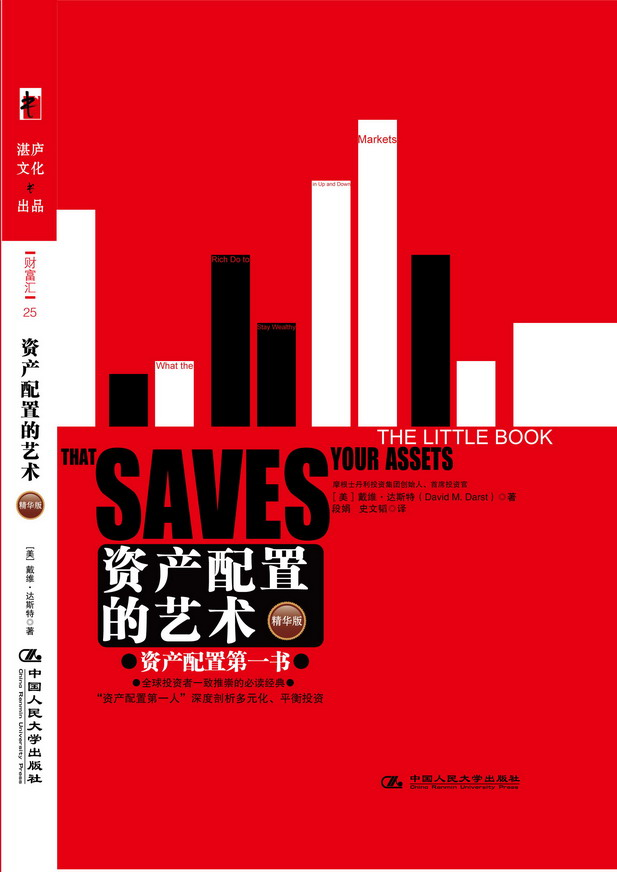 湛庐
文化
出品
财富汇
25
资产配置的艺术
精华版
[美] 戴维·达斯特◎著
中国人民大学出版社
China Renmin University Press
Markets
in Up and Down
Rich Do to
Stay Wealthy
What the
THE LITTLE BOOK
THAT SAVES YOUR ASSETS
摩根士丹利投资集团创始人、首席投资官
[美] 戴维·达斯特（David M. Darst）◎著
段娟 史文韬◎译
资产配置
的艺术 精华版
●资产配置第一书●
●全球投资者一致推崇的必读经典●
“资产配置第一人”深度剖析多元化、平衡投资
中国人民大学出版社
China Renmin University Press